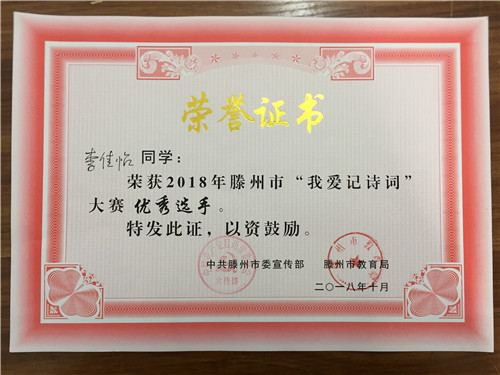 荣誉证书
李佳怡 同学：
荣获2018年滕州市“我爱记诗词”
大赛 优秀选手。
特发此证，以资鼓励。
中共滕州市委宣传部 滕州市教育局
二〇一八年十月